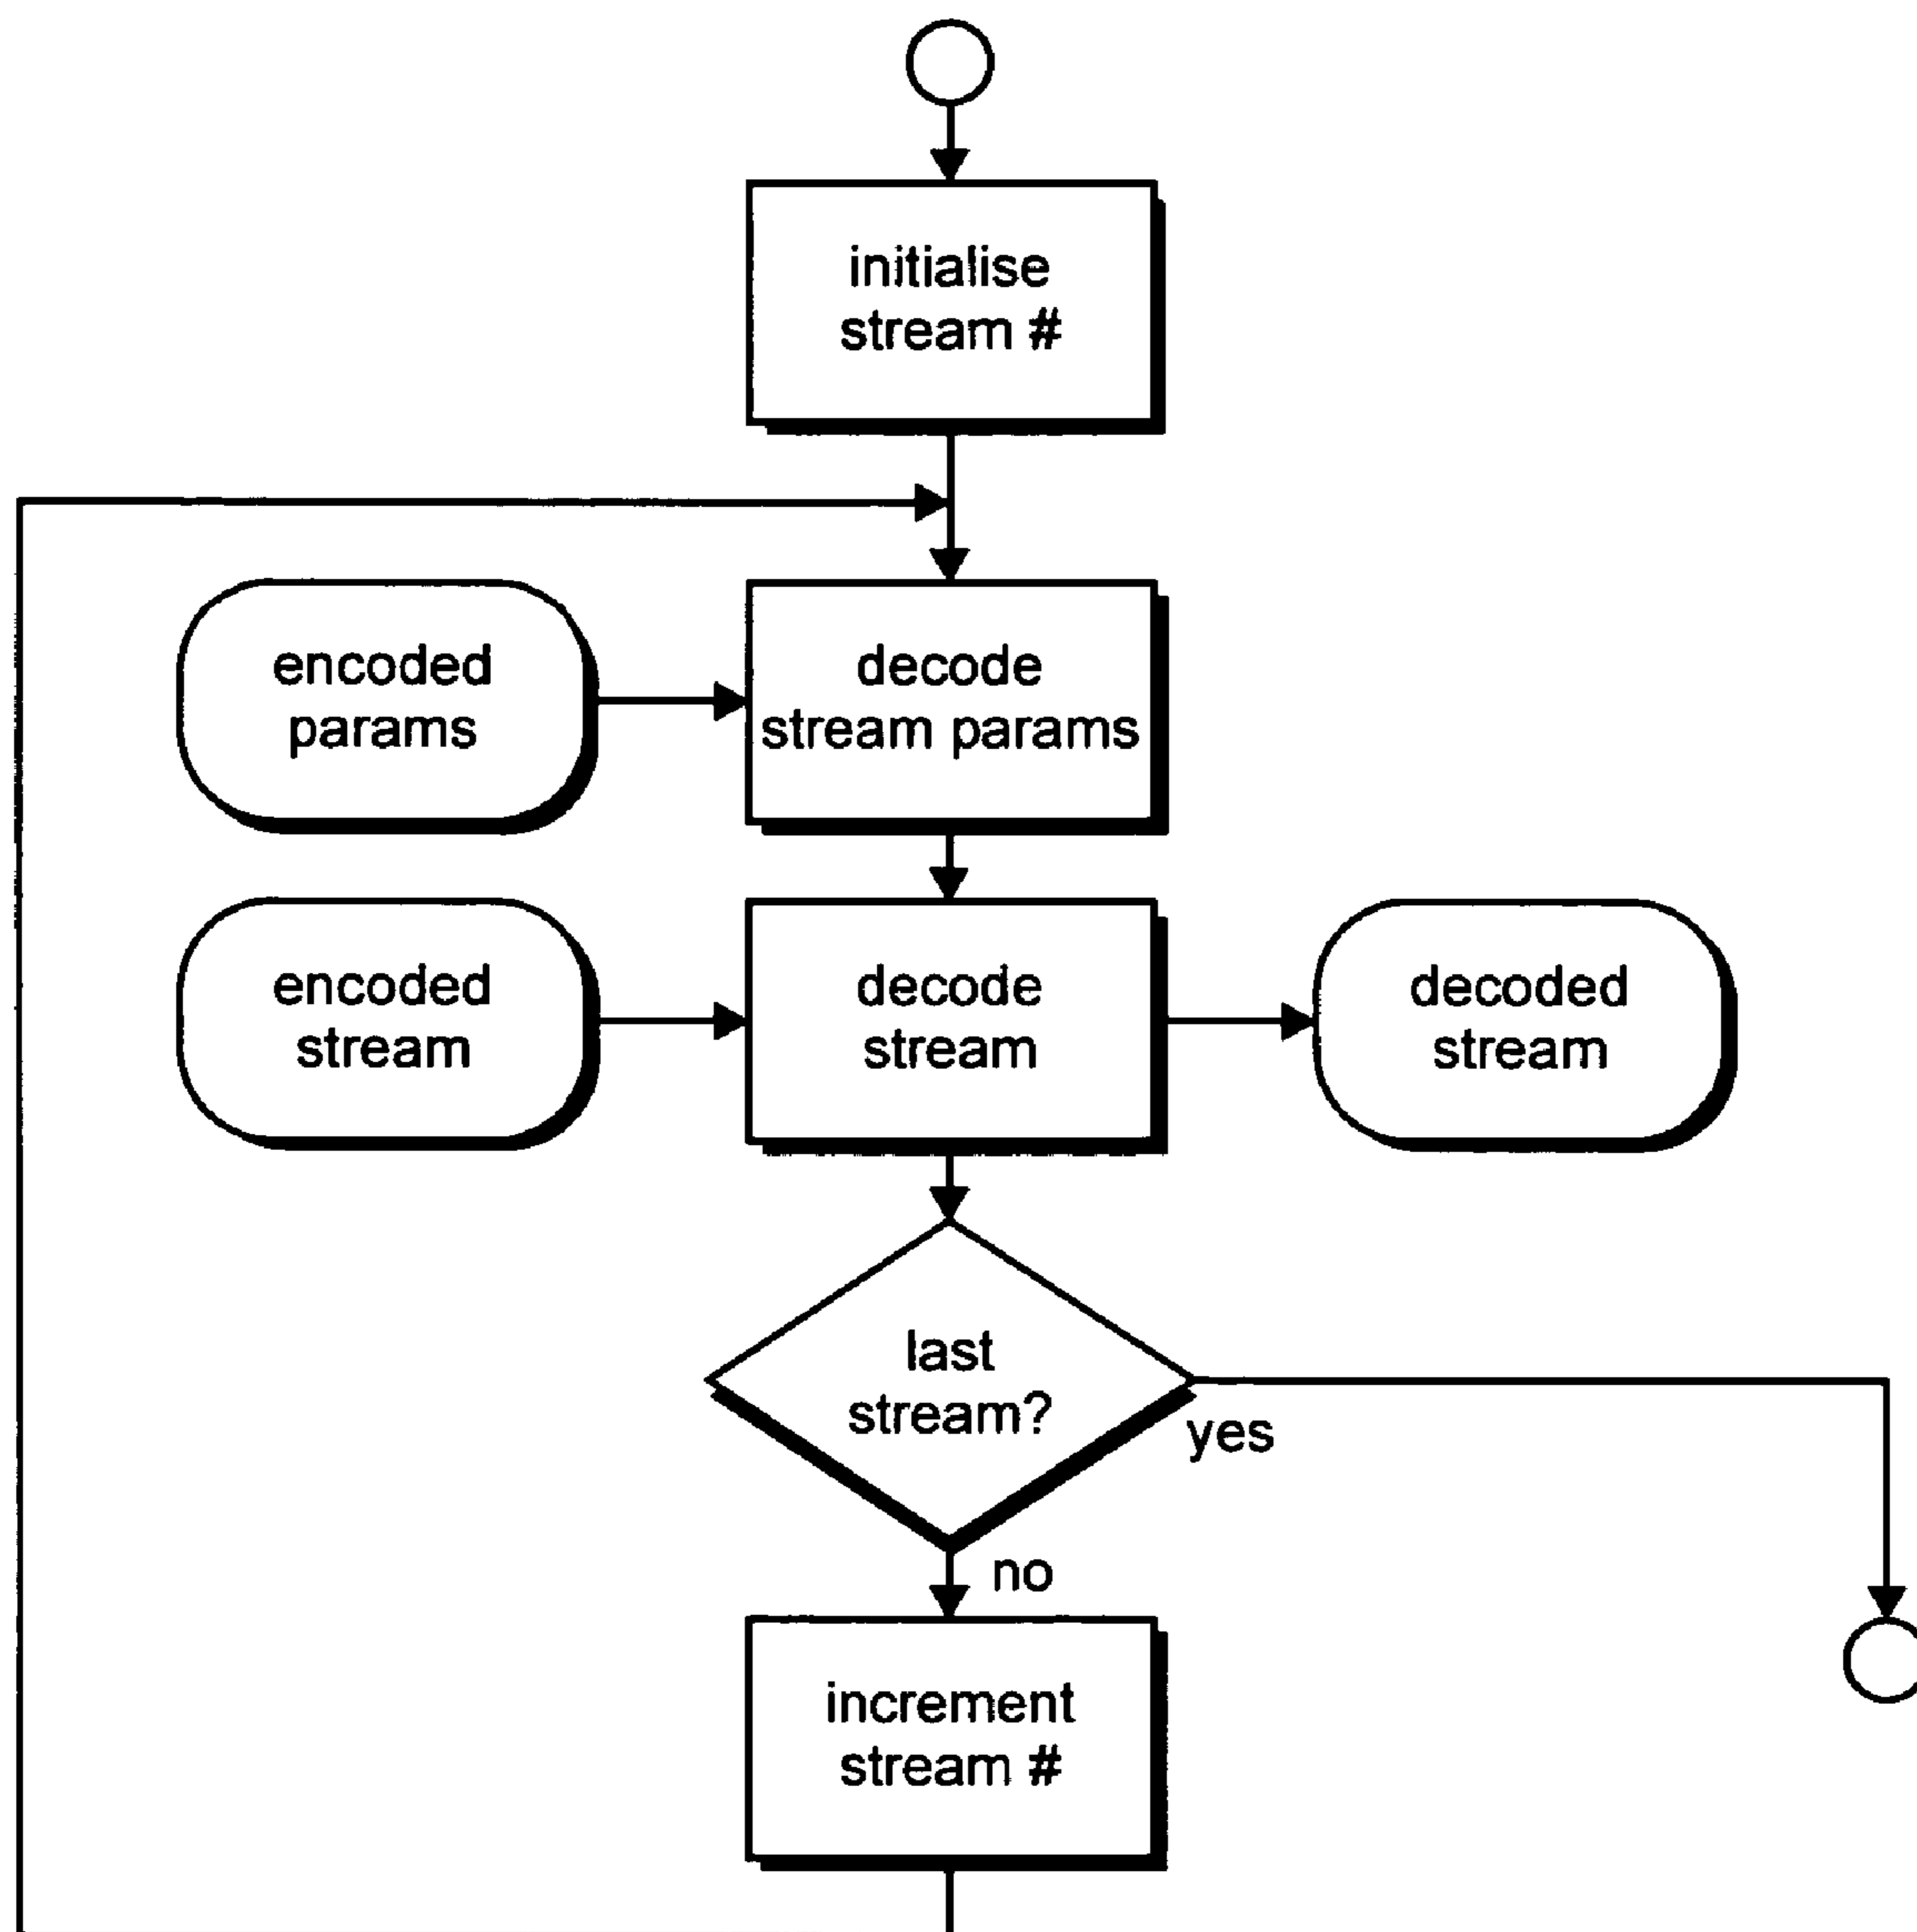 initialise
stream #
encoded
params
decode
stream params
encoded
stream
decode
stream
decoded
stream
last
stream?
yes
no
increment
stream #